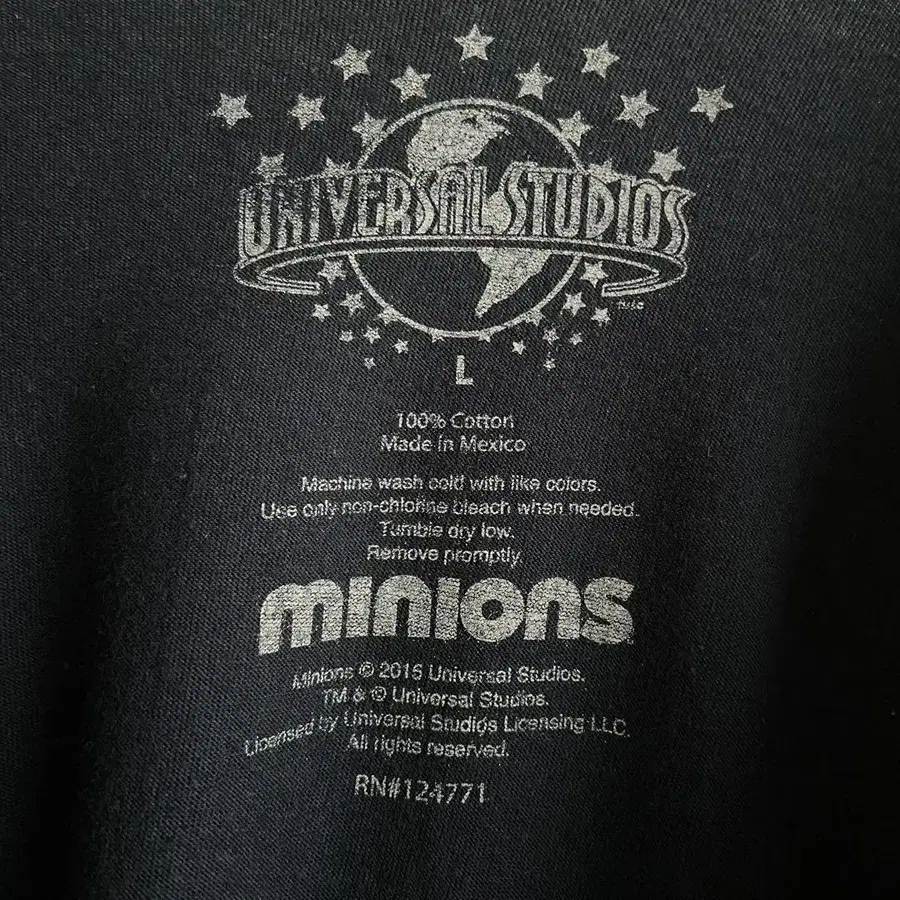 UNIVERSAL STUDIOS
L
100% Cotton
Made in Mexico
Machine wash cold with like colors.
Use only non-chlorine bleach when needed.
Tumble dry low.
Remove promptly.
minions
Minions © 2015 Universal Studios.
TM & © Universal Studios.
Licensed by Universal Studios Licensing LLC.
All rights reserved.
RN#124771